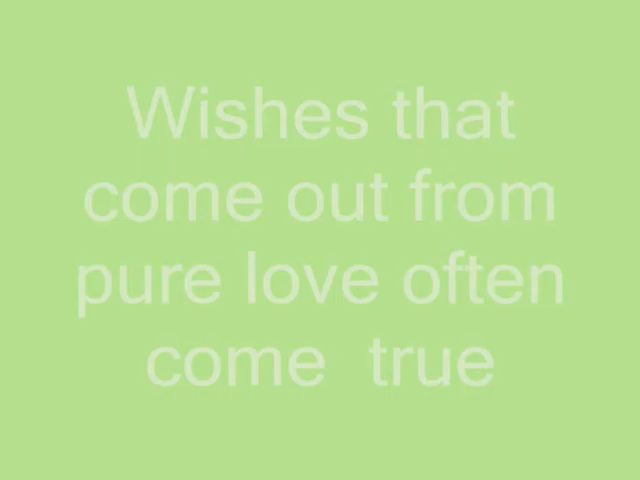 Wishes that
come out from
pure love often
come  true